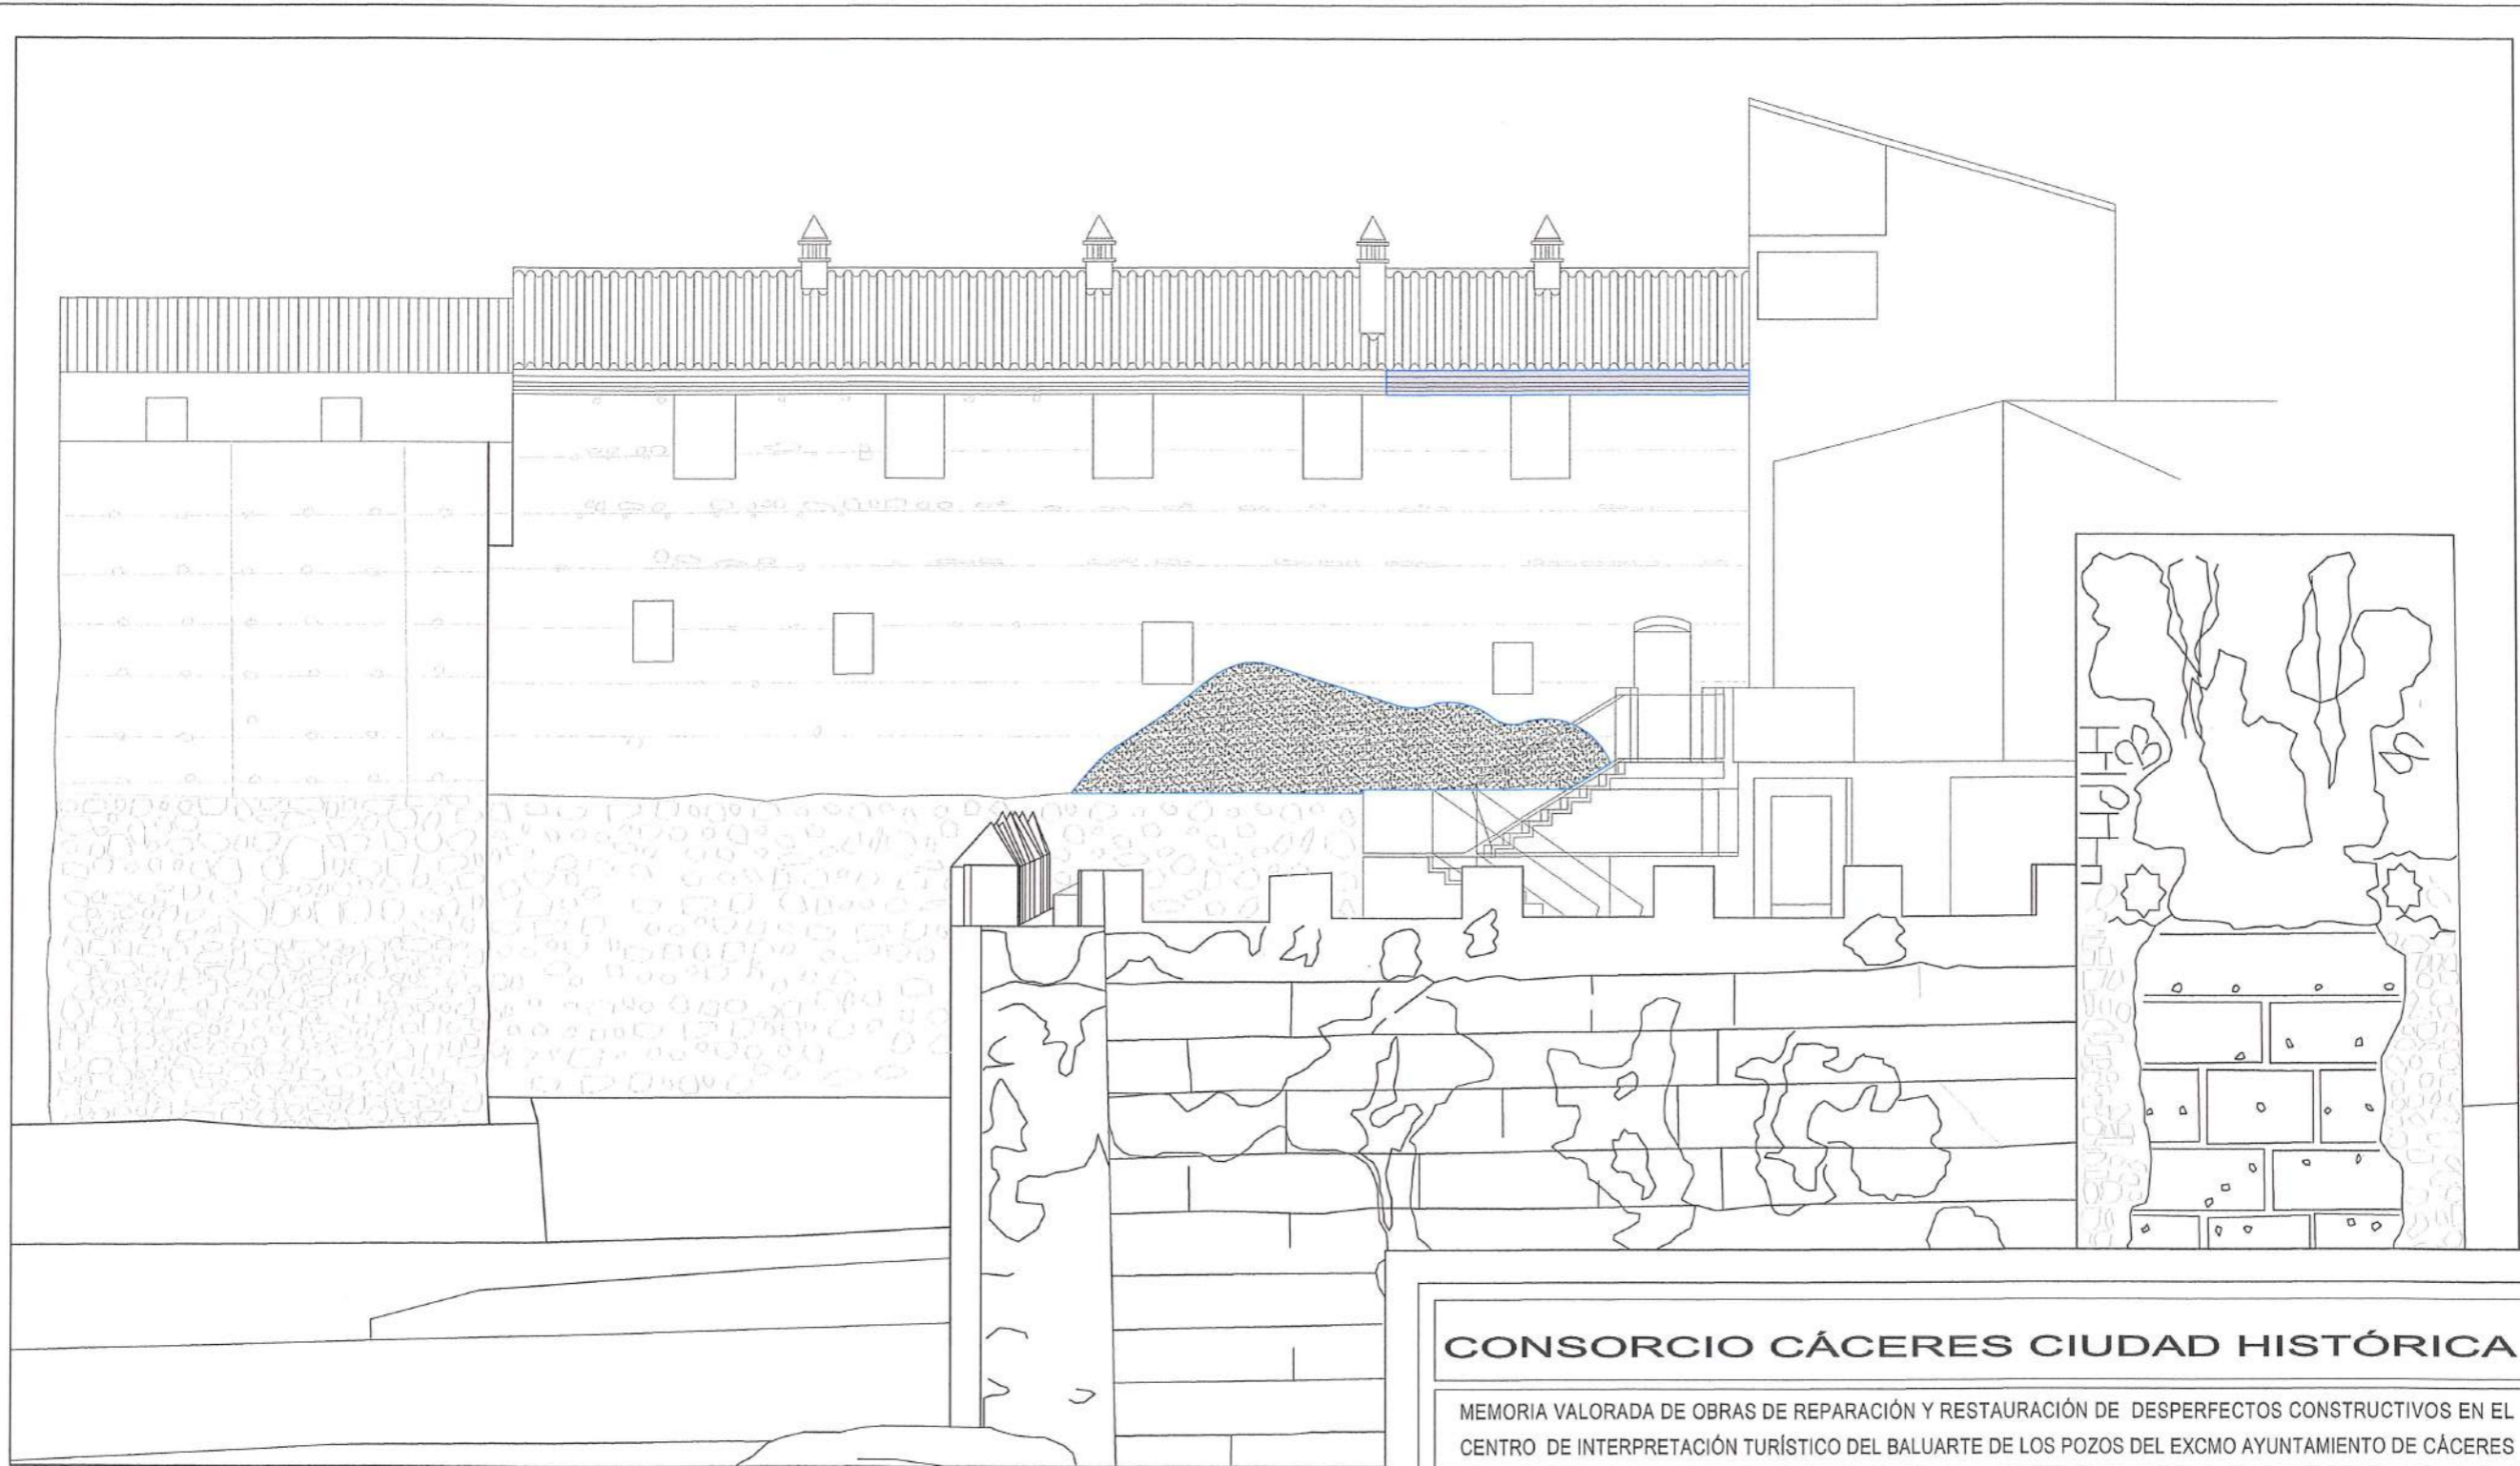 CONSORCIO CÁCERES CIUDAD HISTÓRICA
MEMORIA VALORADA DE OBRAS DE REPARACIÓN Y RESTAURACIÓN DE DESPERFECTOS CONSTRUCTIVOS EN EL
CENTRO DE INTERPRETACIÓN TURÍSTICO DEL BALUARTE DE LOS POZOS DEL EXCMO AYUNTAMIENTO DE CÁCERES